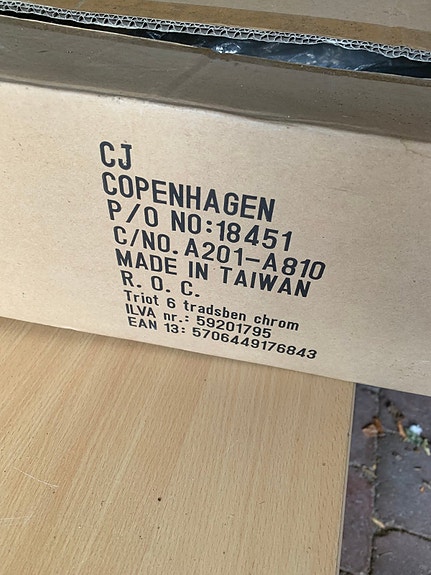 CJ
COPENHAGEN
P/O NO:18451
C/NO. A201-A810
MADE IN TAIWAN
R. O. C.
Triot 6 tradsben chrom
ILVA nr.: 59201795
EAN 13: 5706449176843